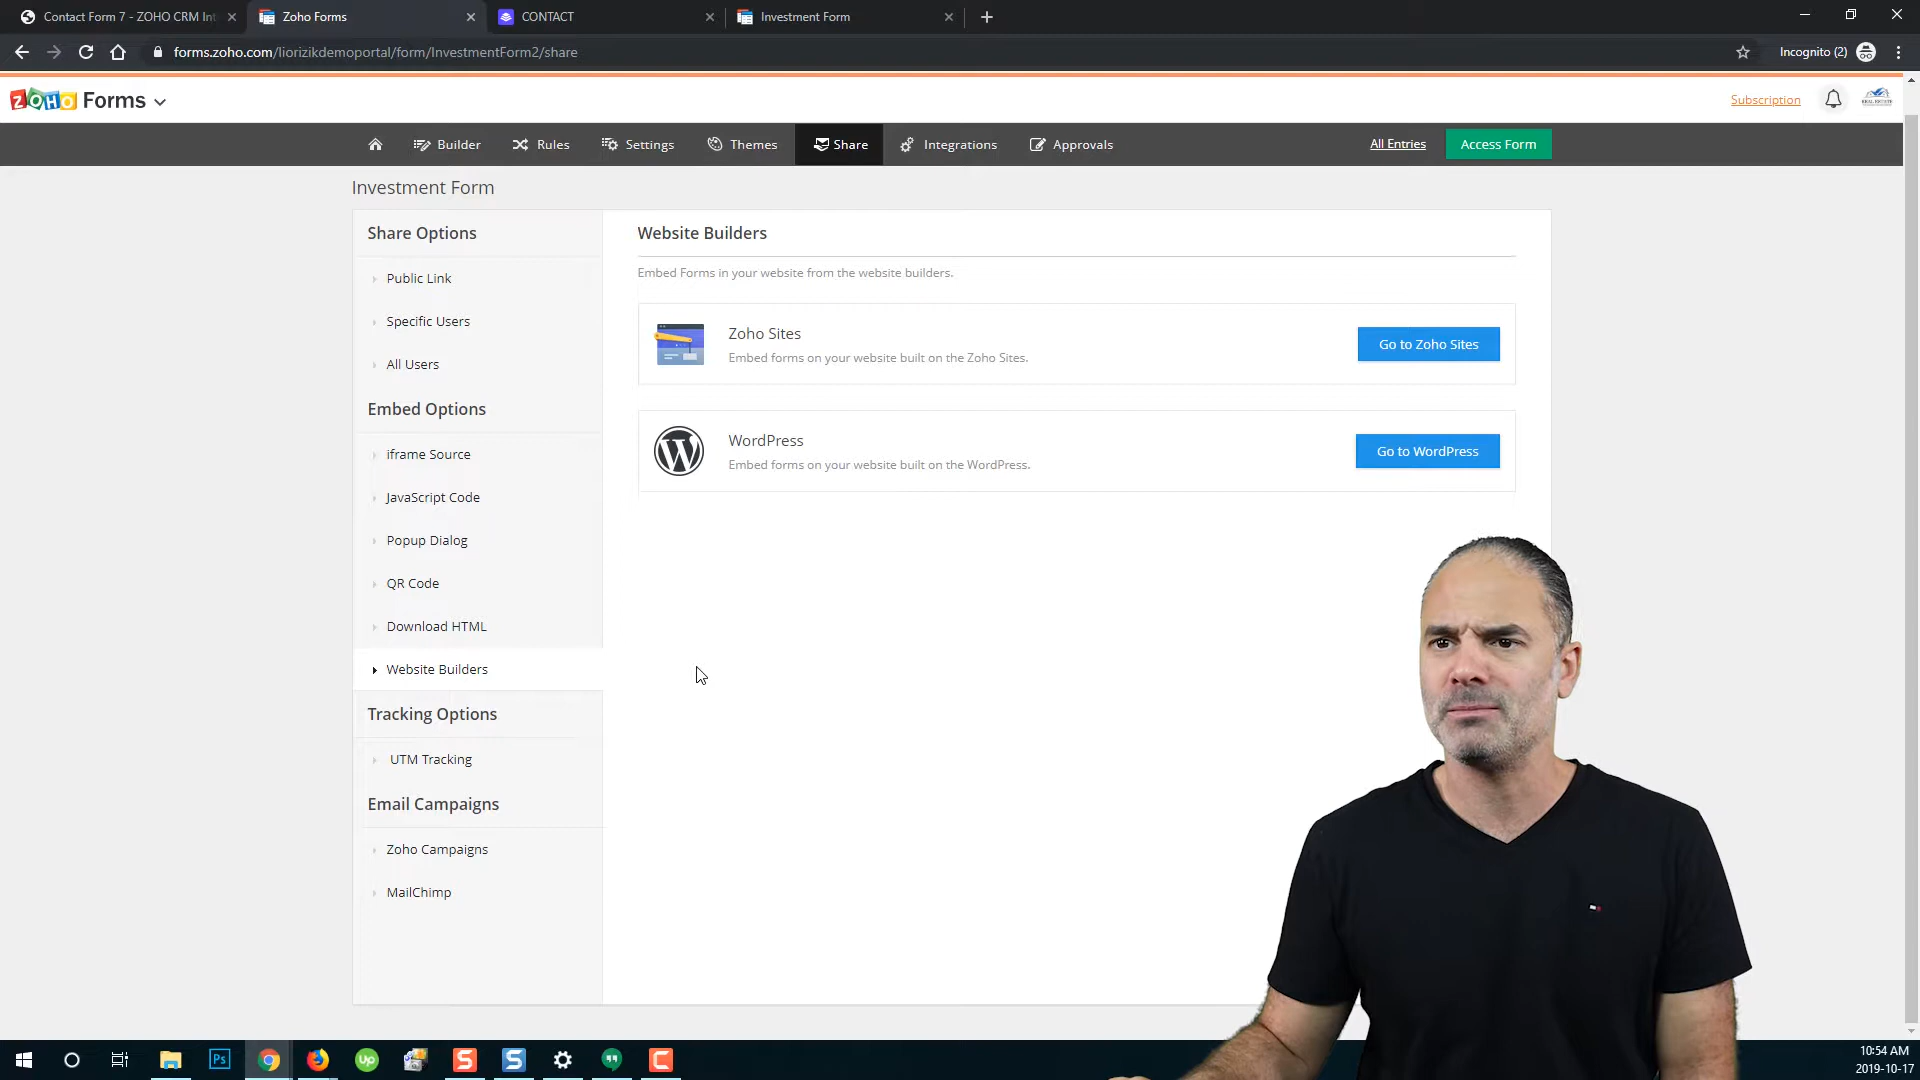 Contact Form 7 - ZOHO CRM Int
Zoho Forms
CONTACT
Investment Form
forms.zoho.com/liorizikdemoportal/form/InvestmentForm2/share
Incognito (2)
ZOHO Forms
Subscription
REAL ESTATE
Builder
Rules
Settings
Themes
Share
Integrations
Approvals
All Entries
Access Form
Investment Form
Share Options
Public Link
Specific Users
All Users
Embed Options
iframe Source
JavaScript Code
Popup Dialog
QR Code
Download HTML
Website Builders
Tracking Options
UTM Tracking
Email Campaigns
Zoho Campaigns
MailChimp
Website Builders
Embed Forms in your website from the website builders.
Zoho Sites
Embed forms on your website built on the Zoho Sites.
Go to Zoho Sites
WordPress
Embed forms on your website built on the WordPress.
Go to WordPress
Ps
Up
S
S
C
10:54 AM
2019-10-17